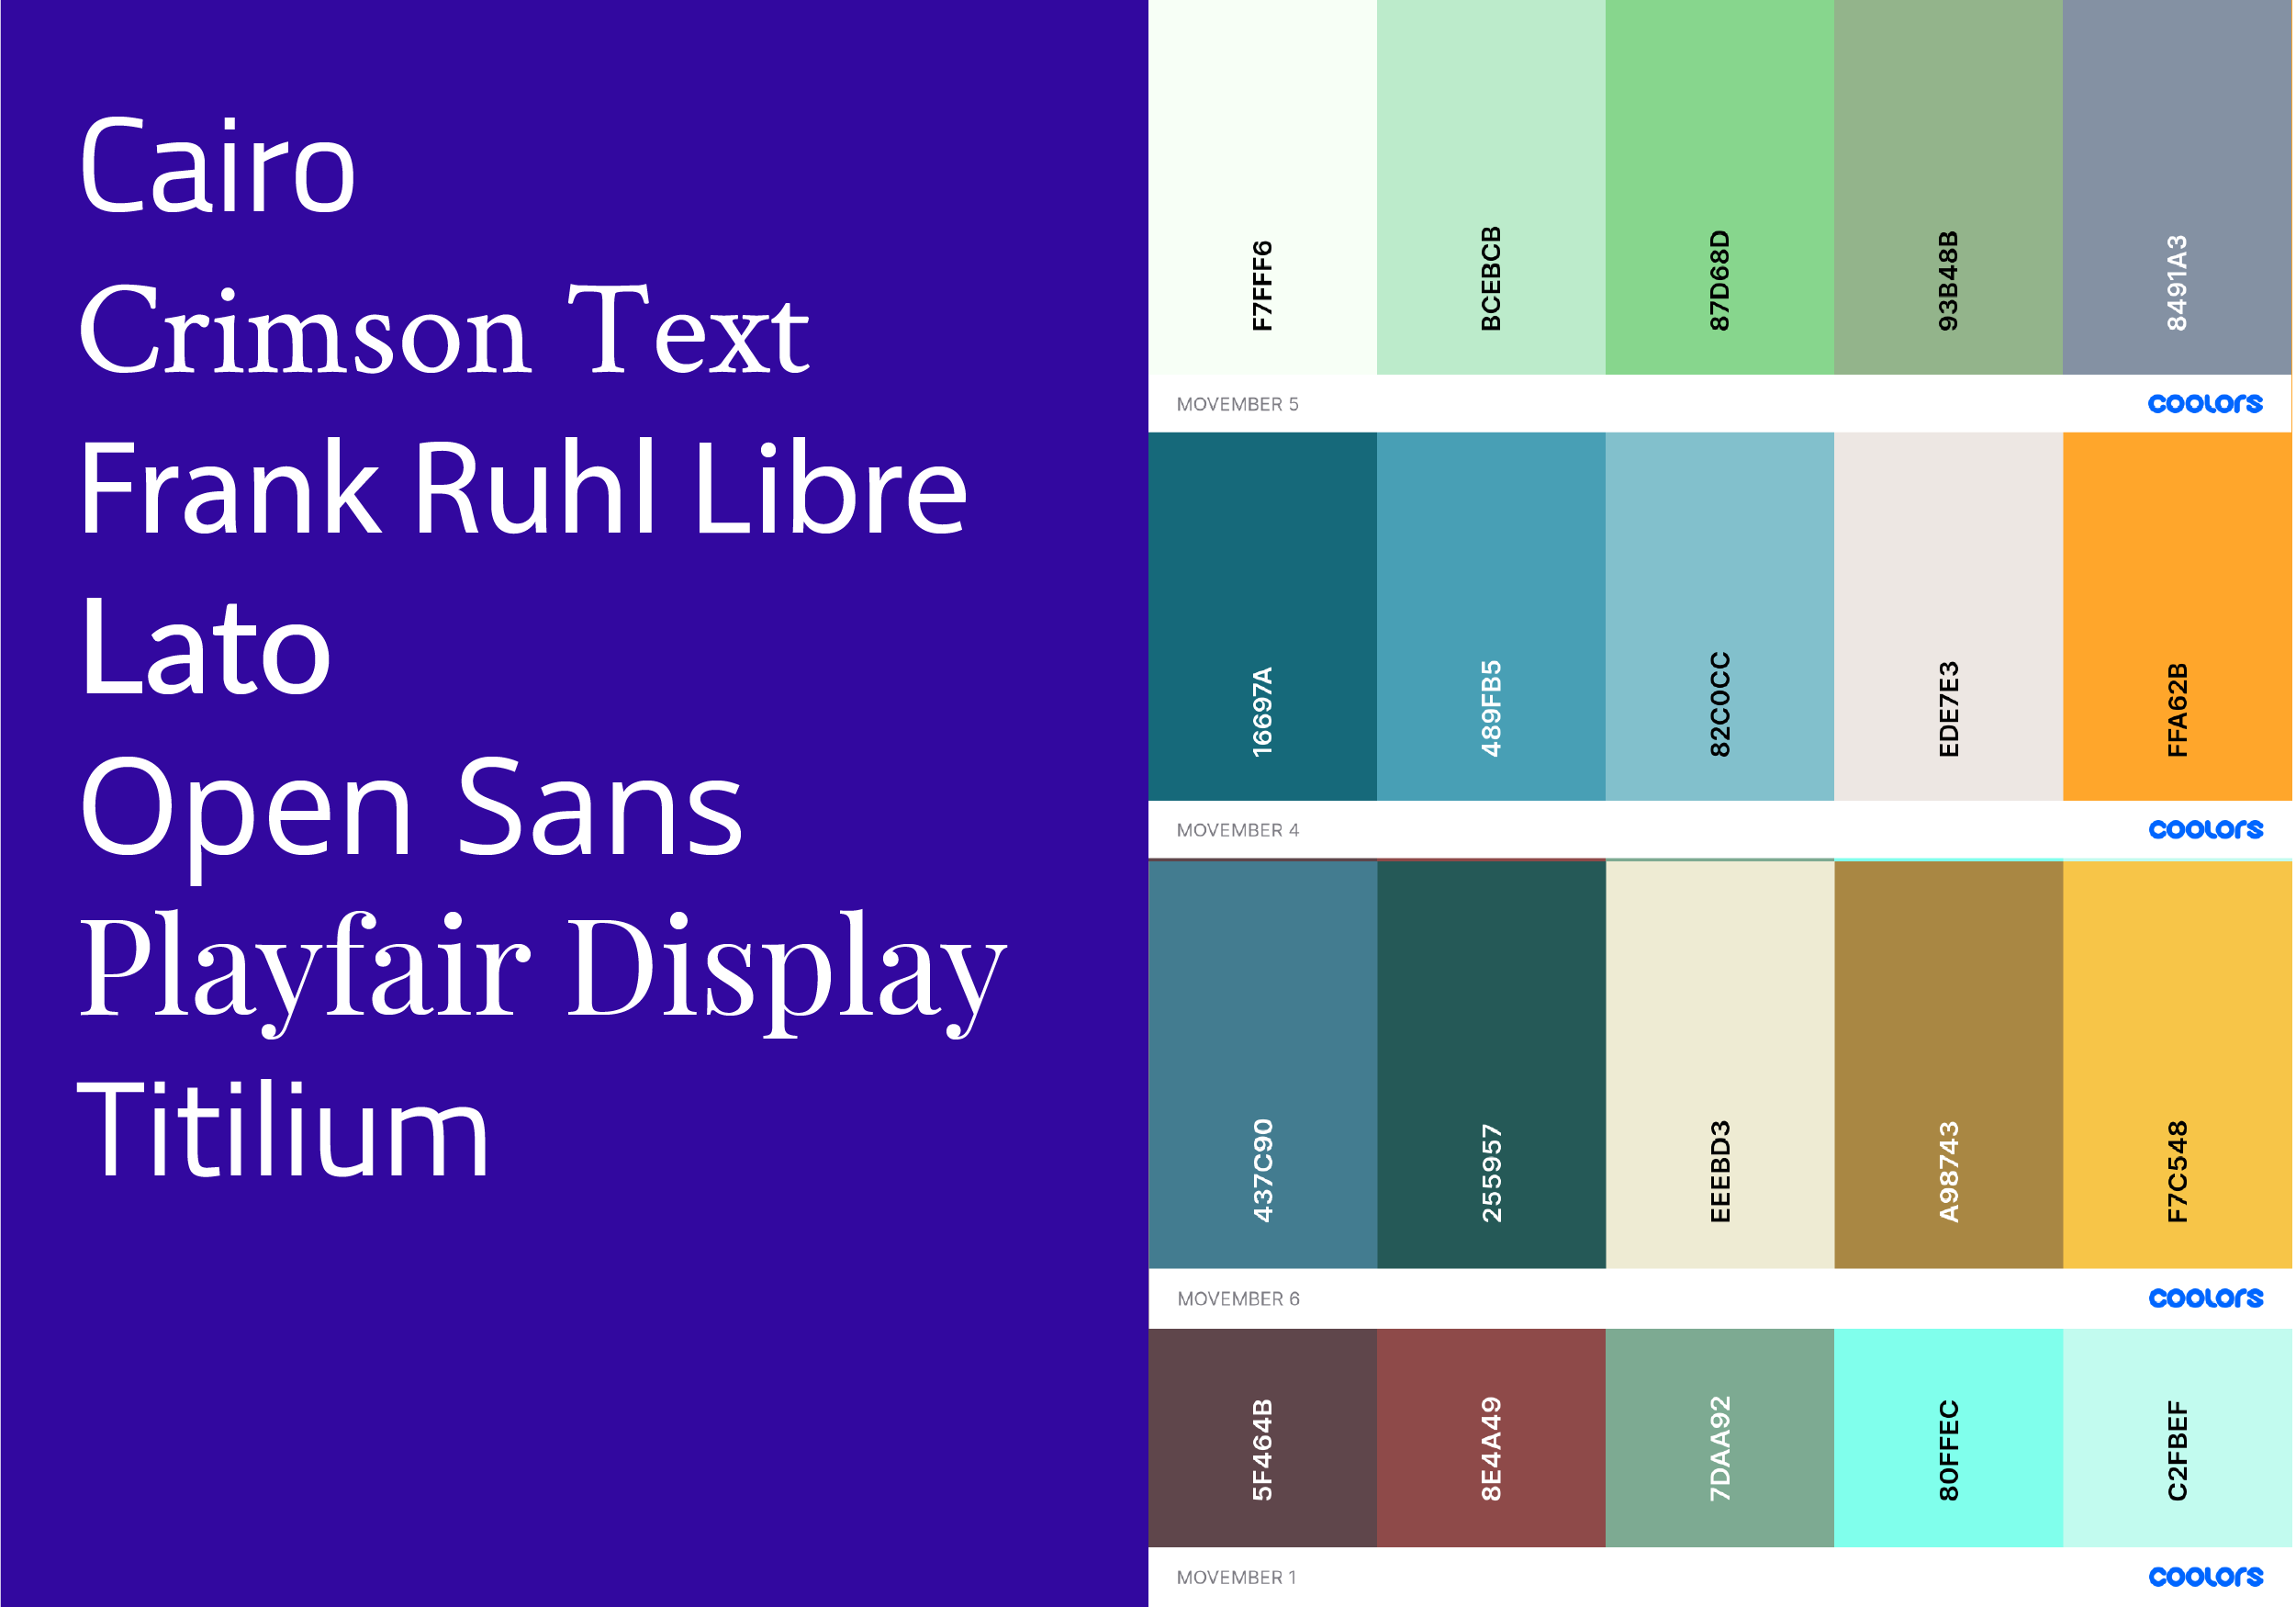 Cairo
Crimson Text
Frank Ruhl Libre
Lato
Open Sans
Playfair Display
Titilium
F7FFF6
BCEBCB
87D68D
93B48B
8491A3
MOVEMBER 5
coolors
16697A
489FB5
82C0CC
EDE7E3
FFA62B
MOVEMBER 4
coolors
437C90
255957
EEEBD3
A98743
F7C548
MOVEMBER 6
coolors
5F464B
8E4A49
7DAA92
80FFEC
C2FBEF
MOVEMBER 1
coolors